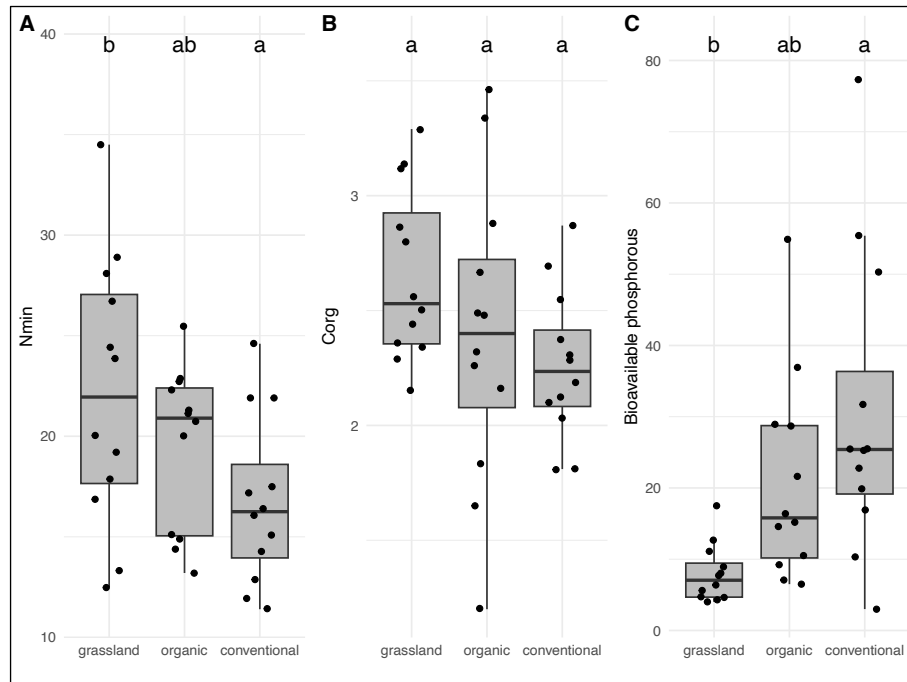 A
b ab a
40
30
20
10
Nmin
grassland organic conventional
B
a a a
3
2
Corg
grassland organic conventional
C
b ab a
80
60
40
20
0
Bioavailable phosphorous
grassland organic conventional